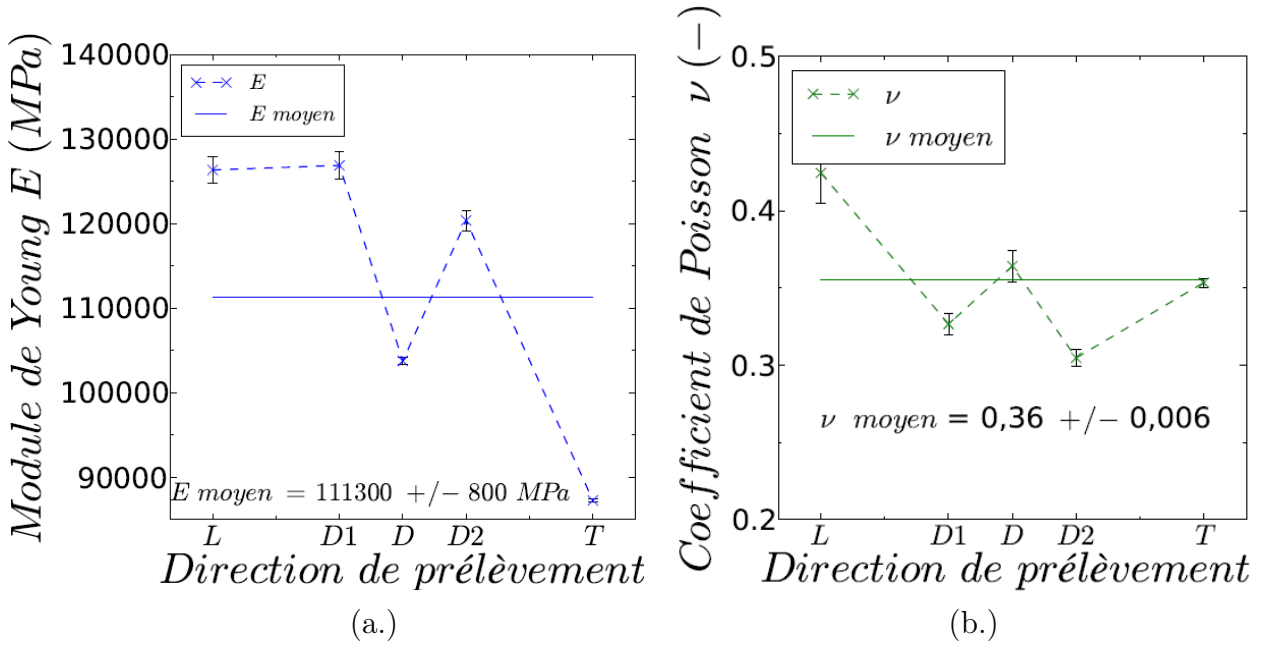 Module de Young E (MPa)
140000
130000
120000
110000
100000
90000
E
E moyen
E moyen = 111300 +/− 800 MPa
L D1 D D2 T
Direction de prélèvement
(a.)
Coefficient de Poisson ν (−)
0.5
0.4
0.3
0.2
ν
ν moyen
ν moyen = 0,36 +/− 0,006
L D1 D D2 T
Direction de prélèvement
(b.)